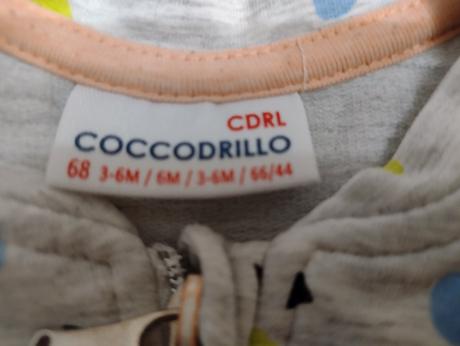 CDRL
COCCODRILLO
68 3-6M / 6M / 3-6M / 66/44